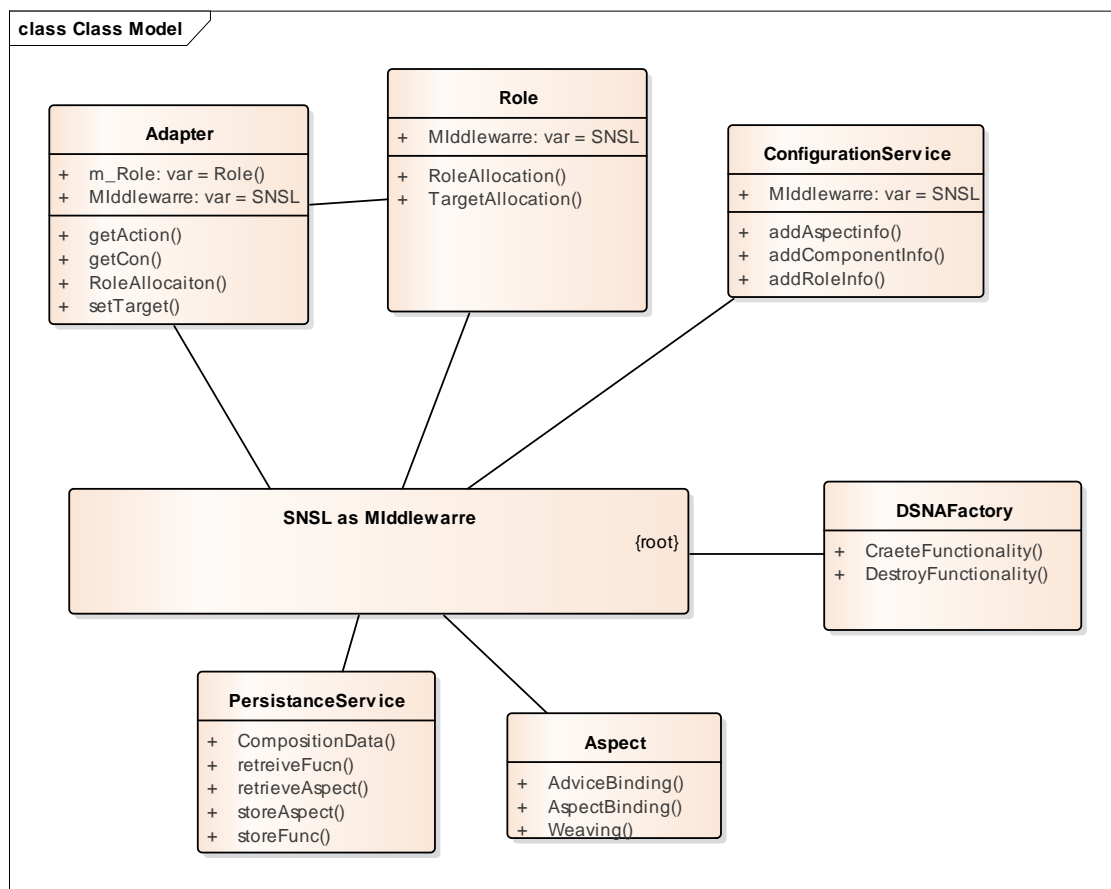 class Class Model
Adapter
+ m_Role: var = Role()
+ MIddlewarre: var = SNSL
+ getAction()
+ getCon()
+ RoleAllocaiton()
+ setTarget()
Role
+ MIddlewarre: var = SNSL
+ RoleAllocation()
+ TargetAllocation()
ConfigurationService
+ MIddlewarre: var = SNSL
+ addAspectinfo()
+ addComponentInfo()
+ addRoleInfo()
SNSL as MIddlewarre
{root}
DSNAFactory
+ CraeteFunctionality()
+ DestroyFunctionality()
PersistanceService
+ CompositionData()
+ retreiveFucn()
+ retrieveAspect()
+ storeAspect()
+ storeFunc()
Aspect
+ AdviceBinding()
+ AspectBinding()
+ Weaving()